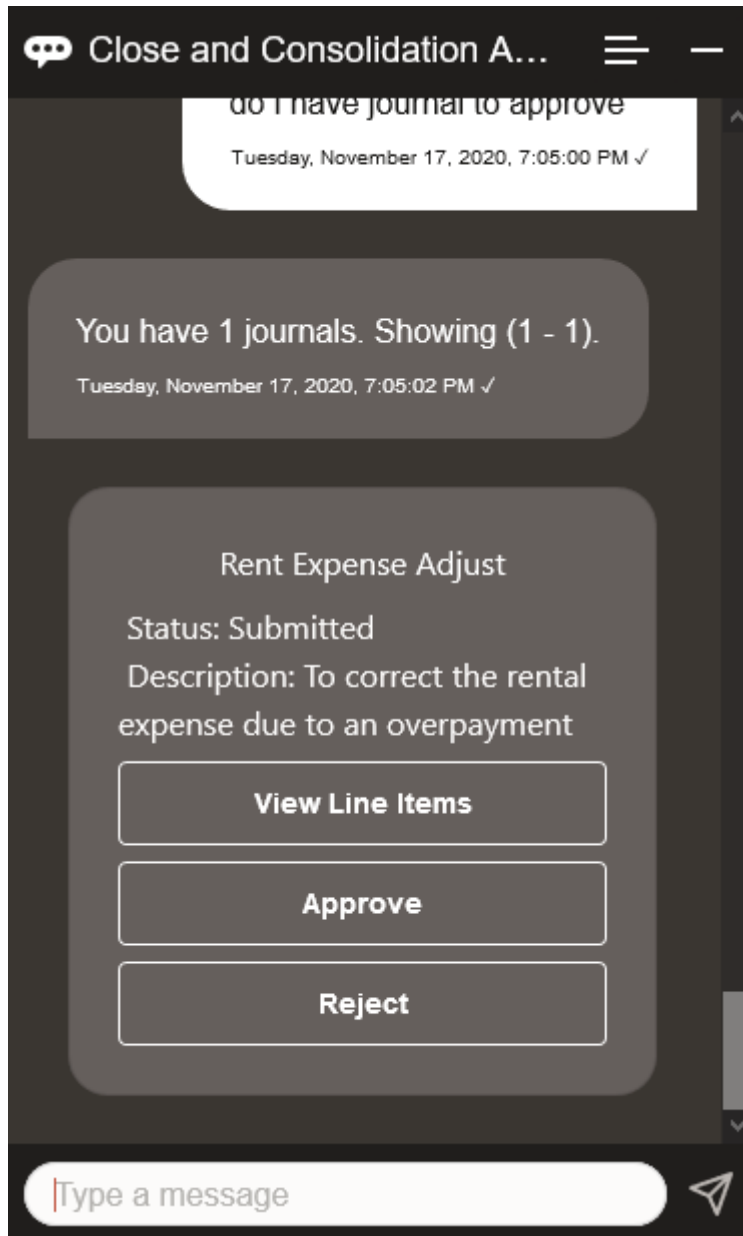 Close and Consolidation A...
do I have journal to approve
Tuesday, November 17, 2020, 7:05:00 PM ✓
You have 1 journals. Showing (1 - 1).
Tuesday, November 17, 2020, 7:05:02 PM ✓
Rent Expense Adjust
Status: Submitted
Description: To correct the rental
expense due to an overpayment
View Line Items
Approve
Reject
Type a message